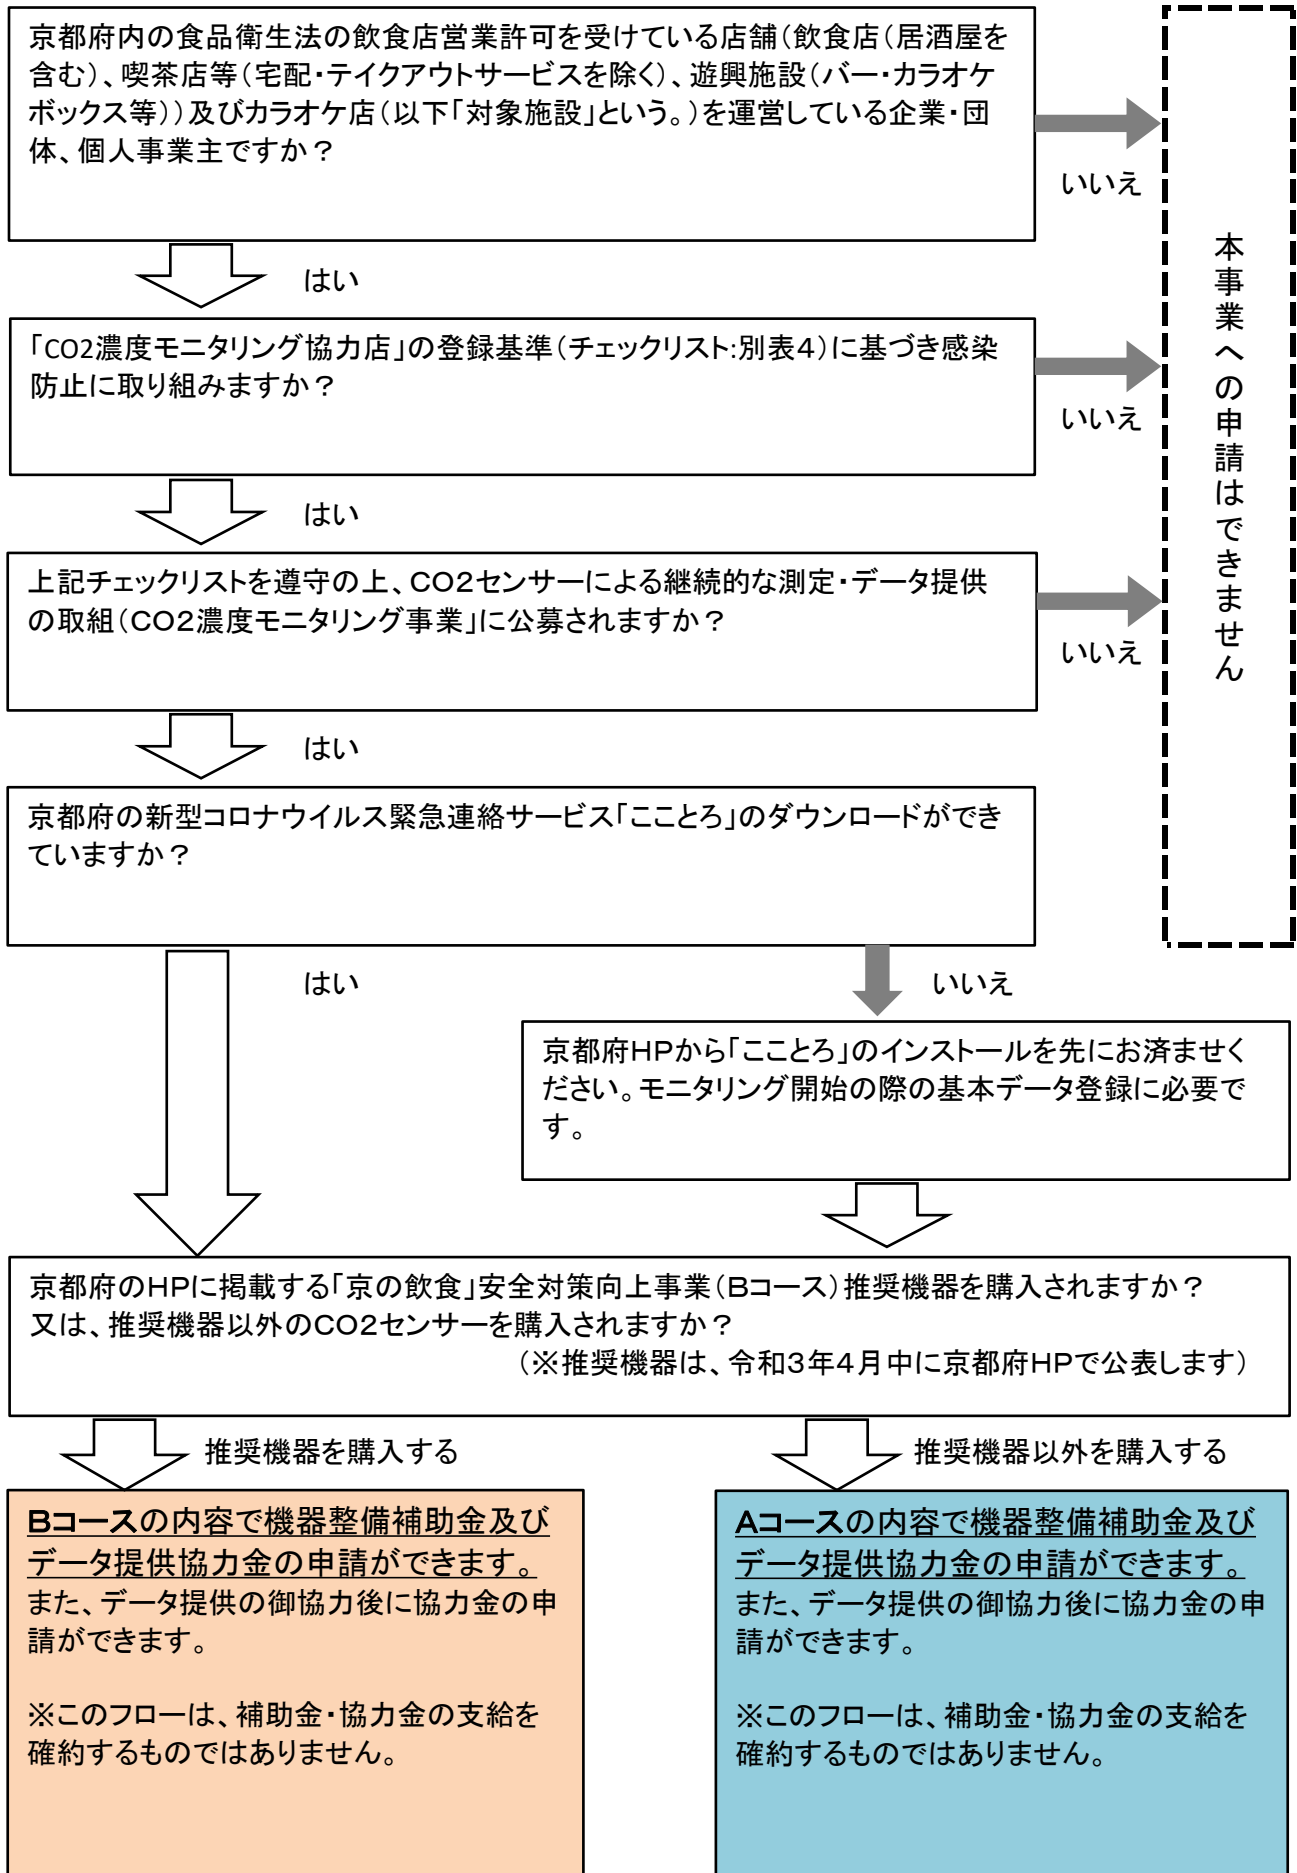 京都府内の食品衛生法の飲食店営業許可を受けている店舗(飲食店(居酒屋を
含む)、喫茶店等(宅配・テイクアウトサービスを除く)、遊興施設(バー・カラオケ
ボックス等))及びカラオケ店(以下「対象施設」という。)を運営している企業・団
体、個人事業主ですか？
いいえ
はい
「CO2濃度モニタリング協力店」の登録基準(チェックリスト:別表４)に基づき感染
防止に取り組みますか？
いいえ
はい
上記チェックリストを遵守の上、ＣＯ２センサーによる継続的な測定・データ提供
の取組(ＣＯ２濃度モニタリング事業」に公募されますか？
いいえ
はい
本事業への申請はできません
京都府の新型コロナウイルス緊急連絡サービス「こことろ」のダウンロードができ
ていますか？
はい
いいえ
京都府ＨＰから「こことろ」のインストールを先にお済ませく
ださい。モニタリング開始の際の基本データ登録に必要で
す。
京都府のＨＰに掲載する「京の飲食」安全対策向上事業(Ｂコース)推奨機器を購入されますか？
又は、推奨機器以外のＣＯ２センサーを購入されますか？
(※推奨機器は、令和３年４月中に京都府ＨＰで公表します)
推奨機器を購入する
推奨機器以外を購入する
Ｂコースの内容で機器整備補助金及び
データ提供協力金の申請ができます。
また、データ提供の御協力後に協力金の申
請ができます。
※このフローは、補助金・協力金の支給を
確約するものではありません。
Ａコースの内容で機器整備補助金及び
データ提供協力金の申請ができます。
また、データ提供の御協力後に協力金の申
請ができます。
※このフローは、補助金・協力金の支給を
確約するものではありません。